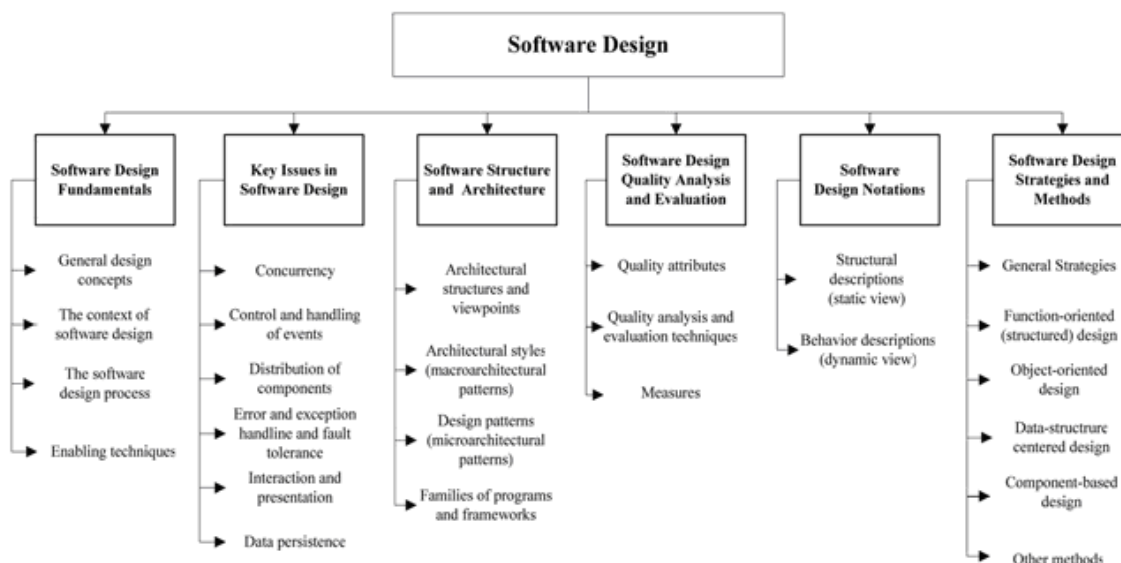 Software Design
Software Design
Fundamentals
General design
concepts
The context of
software design
The software
design process
Enabling techniques
Key Issues in
Software Design
Concurrency
Control and handling
of events
Distribution of
components
Error and exception
handline and fault
tolerance
Interaction and
presentation
Data persistence
Software Structure
and Architecture
Architectural
structures and
viewpoints
Architectural styles
(macroarchitectural
patterns)
Design patterns
(microarchitectural
patterns)
Families of programs
and frameworks
Software Design
Quality Analysis
and Evaluation
Quality attributes
Quality analysis and
evaluation techniques
Measures
Software
Design Notations
Structural
descriptions
(static view)
Behavior descriptions
(dynamic view)
Software Design
Strategies and
Methods
General Strategies
Function-oriented
(structured) design
Object-oriented
design
Data-structrure
centered design
Component-based
design
Other methods